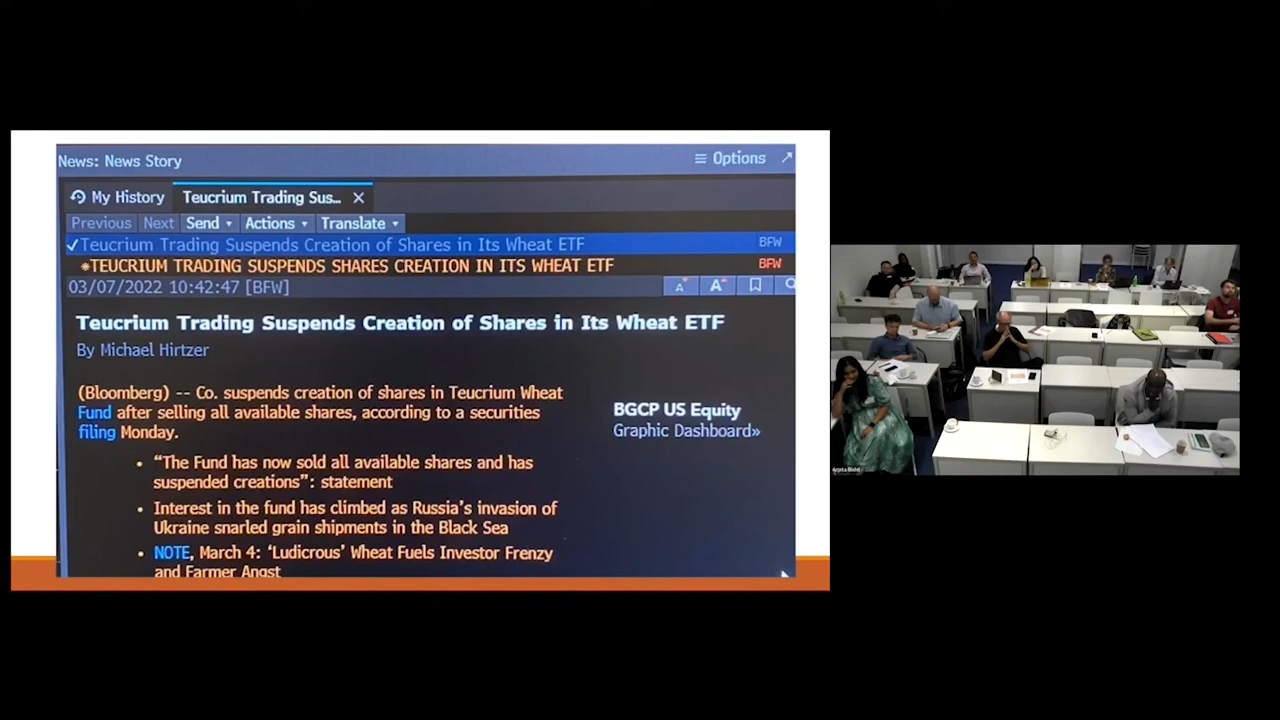 News: News Story
Options
My History
Teucrium Trading Sus...
Previous Next Send Actions Translate
Teucrium Trading Suspends Creation of Shares in Its Wheat ETF BFW
*TEUCRIUM TRADING SUSPENDS SHARES CREATION IN ITS WHEAT ETF BFW
03/07/2022 10:42:47 [BFW]
A A
Teucrium Trading Suspends Creation of Shares in Its Wheat ETF
By Michael Hirtzer
(Bloomberg) -- Co. suspends creation of shares in Teucrium Wheat
Fund after selling all available shares, according to a securities
filing Monday.
BGCP US Equity
Graphic Dashboard»
• “The Fund has now sold all available shares and has
suspended creations”: statement
• Interest in the fund has climbed as Russia’s invasion of
Ukraine snarled grain shipments in the Black Sea
• NOTE, March 4: ‘Ludicrous’ Wheat Fuels Investor Frenzy
and Farmer Angst